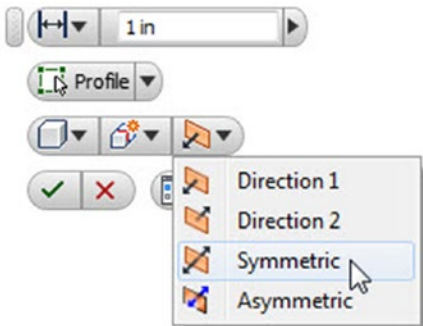 1 in
Profile
Direction 1
Direction 2
Symmetric
Asymmetric